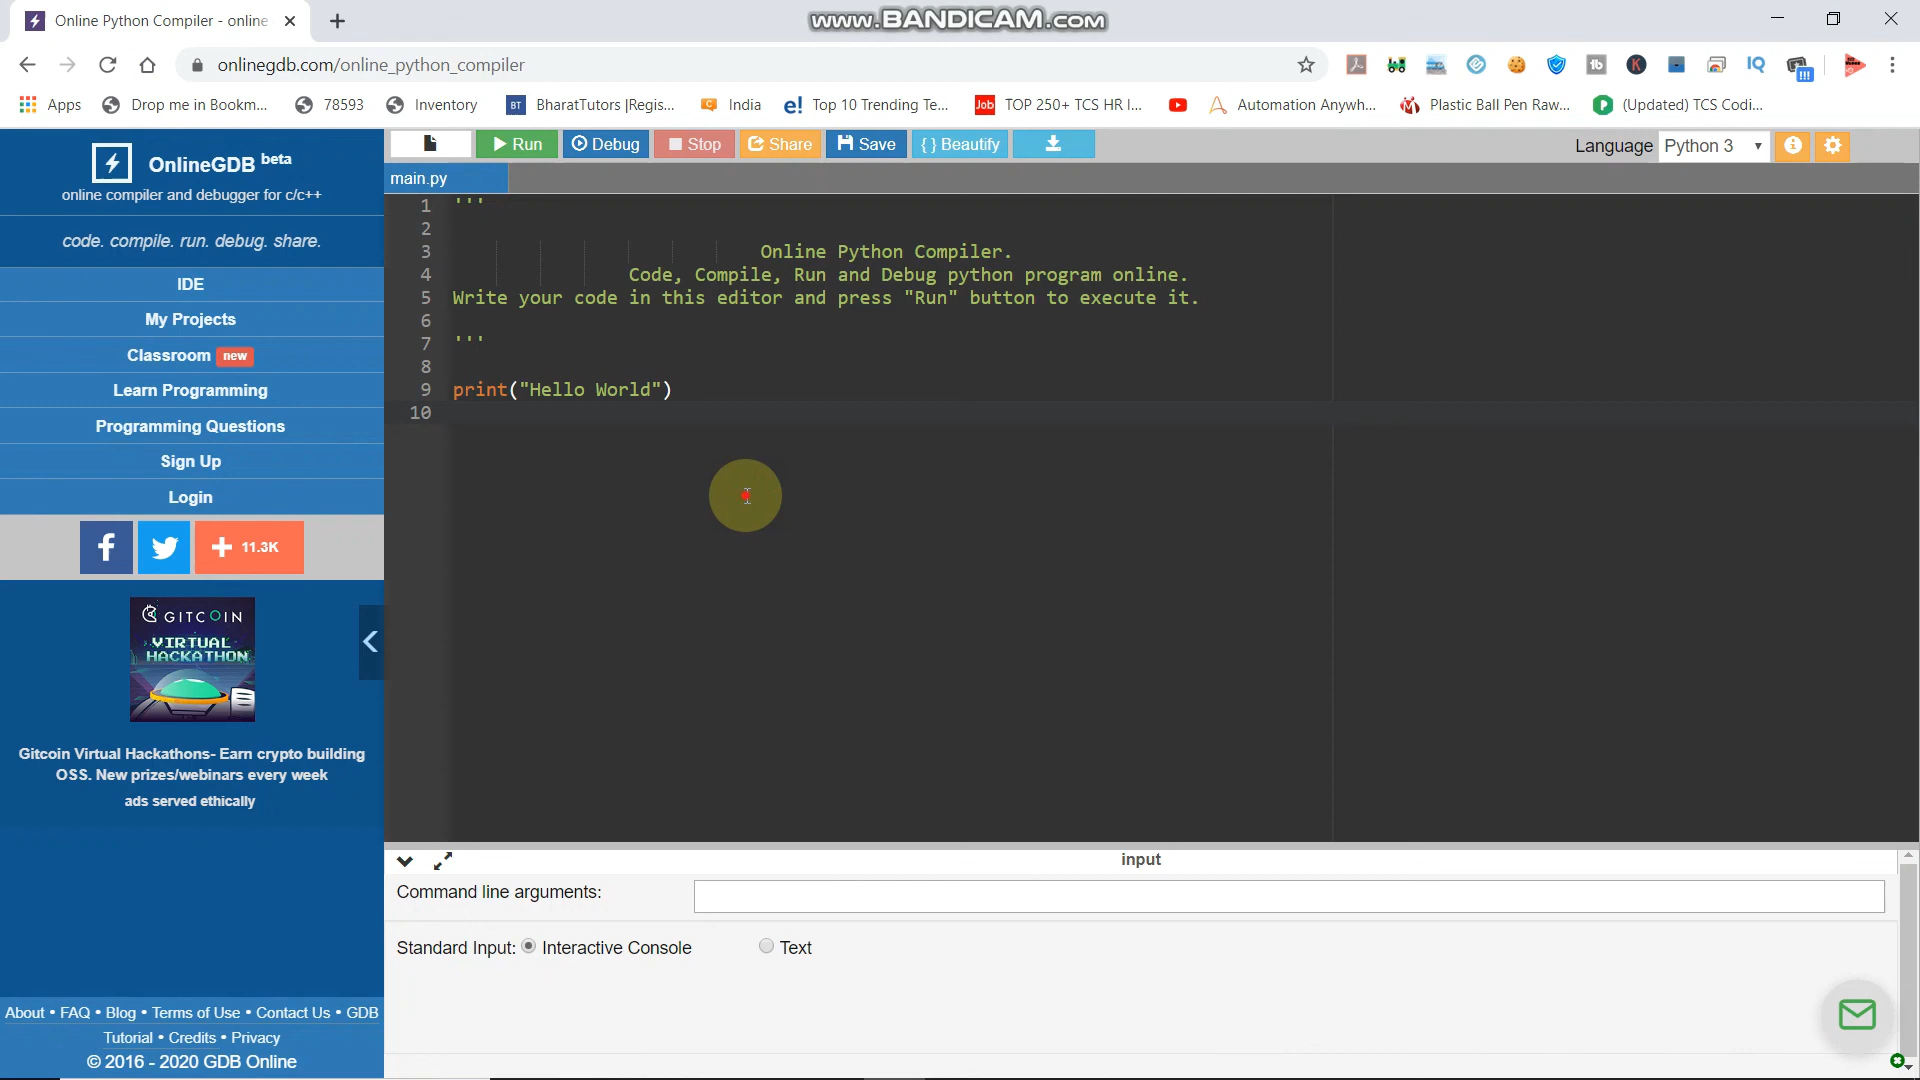 Online Python Compiler - online
www.BANDICAM.com
onlinegdb.com/online_python_compiler
Apps Drop me in Bookm... 78593 Inventory BT BharatTutors |Regis... India e! Top 10 Trending Te... Job TOP 250+ TCS HR I... Automation Anywh... Plastic Ball Pen Raw... (Updated) TCS Codi...
OnlineGDB beta
online compiler and debugger for c/c++
code. compile. run. debug. share.
IDE
My Projects
Classroom new
Learn Programming
Programming Questions
Sign Up
Login
11.3K
GITCOIN
VIRTUAL
HACKATHON
Gitcoin Virtual Hackathons- Earn crypto building
OSS. New prizes/webinars every week
ads served ethically
About • FAQ • Blog • Terms of Use • Contact Us • GDB
Tutorial • Credits • Privacy
© 2016 - 2020 GDB Online
Run Debug Stop Share Save { } Beautify
Language Python 3
main.py
1 '''
2
3 Online Python Compiler.
4 Code, Compile, Run and Debug python program online.
5 Write your code in this editor and press "Run" button to execute it.
6
7 '''
8
9 print("Hello World")
10
input
Command line arguments:
Standard Input: Interactive Console Text